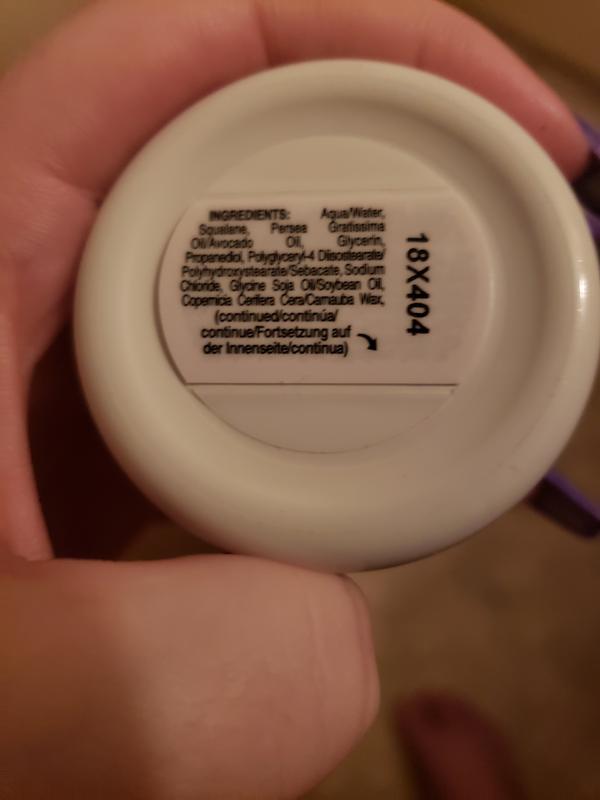 INGREDIENTS: Aqua/Water,
Squalane, Persea Gratissima
Oil/Avocado Oil, Glycerin,
Propanediol, Polyglyceryl-4 Diisostearate/
Polyhydroxystearate/Sebacate, Sodium
Chloride, Glycine Soja Oil/Soybean Oil,
Copernicia Cerifera Cera/Carnauba Wax,
(continued/continúa/
continue/Fortsetzung auf
der Innenseite/continua)
18X404